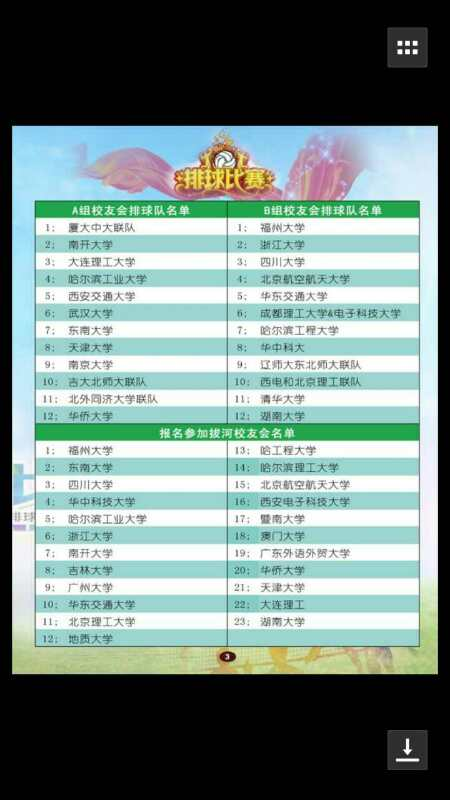 排球比赛
A组校友会排球队名单 B组校友会排球队名单
1; 厦大中大联队 1; 福州大学
2; 南开大学 2; 浙江大学
3; 大连理工大学 3; 四川大学
4; 哈尔滨工业大学 4; 北京航空航天大学
5; 西安交通大学 5; 华东交通大学
6; 武汉大学 6; 成都理工大学&电子科技大学
7; 东南大学 7; 哈尔滨工程大学
8; 天津大学 8; 华中科大
9; 南京大学 9; 辽师大东北师大联队
10; 吉大北师大联队 10; 西电和北京理工联队
11; 北外同济大学联队 11; 清华大学
12; 华侨大学 12; 湖南大学
报名参加拔河校友会名单
1; 福州大学 13; 哈工程大学
2; 东南大学 14; 哈尔滨理工大学
3; 四川大学 15; 北京航空航天大学
4; 华中科技大学 16; 西安电子科技大学
5; 哈尔滨工业大学 17; 暨南大学
6; 浙江大学 18; 澳门大学
7; 南开大学 19; 广东外语外贸大学
8; 吉林大学 20; 华侨大学
9; 广州大学 21; 天津大学
10; 华东交通大学 22; 大连理工
11; 北京理工大学 23; 湖南大学
12; 地质大学
排球
3